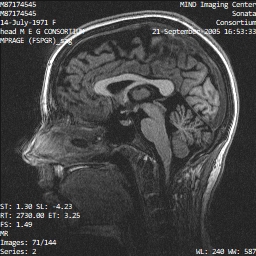 M87174545
M87174545
14-July-1971 F
head M E G CONSORTIUM
MPRAGE (FSPGR)_sag
MIND Imaging Center
Sonata
Consortium
21-September-2005 16:53:33
ST: 1.30 SL: -4.23
RT: 2730.00 ET: 3.25
FS: 1.49
MR
Images: 71/144
Series: 2
WL: 240 WW: 587